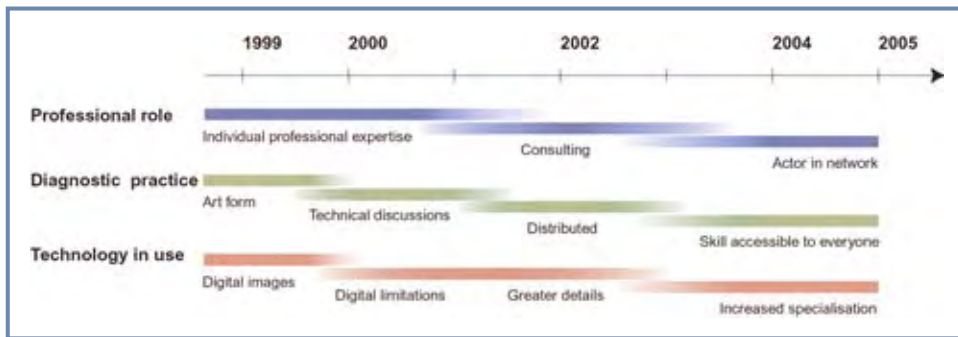 1999 2000 2002 2004 2005
Professional role
Individual professional expertise
Consulting
Actor in network
Diagnostic practice
Art form
Technical discussions
Distributed
Skill accessible to everyone
Technology in use
Digital images
Digital limitations
Greater details
Increased specialisation